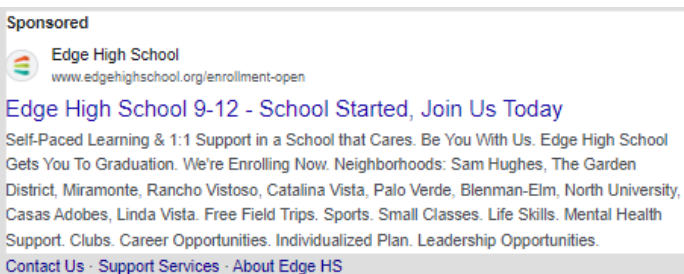 Sponsored
Edge High School
www.edgehighschool.org/enrollment-open
Edge High School 9-12 - School Started, Join Us Today
Self-Paced Learning & 1:1 Support in a School that Cares. Be You With Us. Edge High School
Gets You To Graduation. We're Enrolling Now. Neighborhoods: Sam Hughes, The Garden
District, Miramonte, Rancho Vistoso, Catalina Vista, Palo Verde, Blenman-Elm, North University,
Casas Adobes, Linda Vista. Free Field Trips. Sports. Small Classes. Life Skills. Mental Health
Support. Clubs. Career Opportunities. Individualized Plan. Leadership Opportunities.
Contact Us · Support Services · About Edge HS